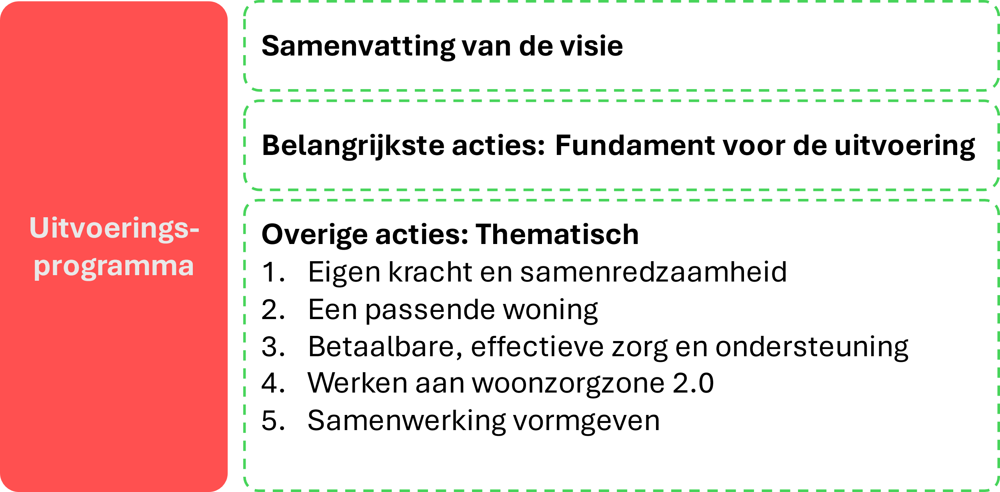 Uitvoerings-
programma
Samenvatting van de visie
Belangrijkste acties: Fundament voor de uitvoering
Overige acties: Thematisch
1. Eigen kracht en samenredzaamheid
2. Een passende woning
3. Betaalbare, effectieve zorg en ondersteuning
4. Werken aan woonzorgzone 2.0
5. Samenwerking vormgeven